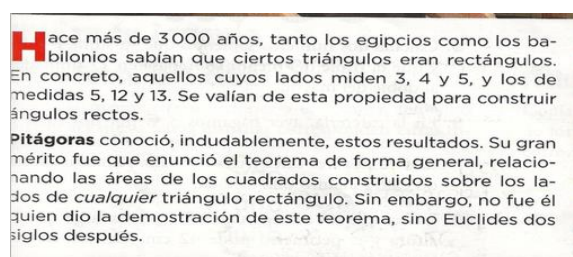 Hace más de 3000 años, tanto los egipcios como los ba-
bilonios sabían que ciertos triángulos eran rectángulos.
En concreto, aquellos cuyos lados miden 3, 4 y 5, y los de
medidas 5, 12 y 13. Se valían de esta propiedad para construir
ángulos rectos.
Pitágoras conoció, indudablemente, estos resultados. Su gran
mérito fue que enunció el teorema de forma general, relacio-
nando las áreas de los cuadrados construidos sobre los la-
dos de cualquier triángulo rectángulo. Sin embargo, no fue él
quien dio la demostración de este teorema, sino Euclides dos
siglos después.